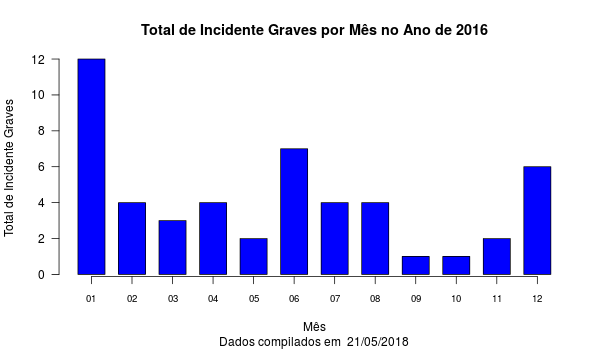 Total de Incidente Graves por Mês no Ano de 2016
Total de Incidente Graves
12
10
8
6
4
2
0
01 02 03 04 05 06 07 08 09 10 11 12
Mês
Dados compilados em 21/05/2018